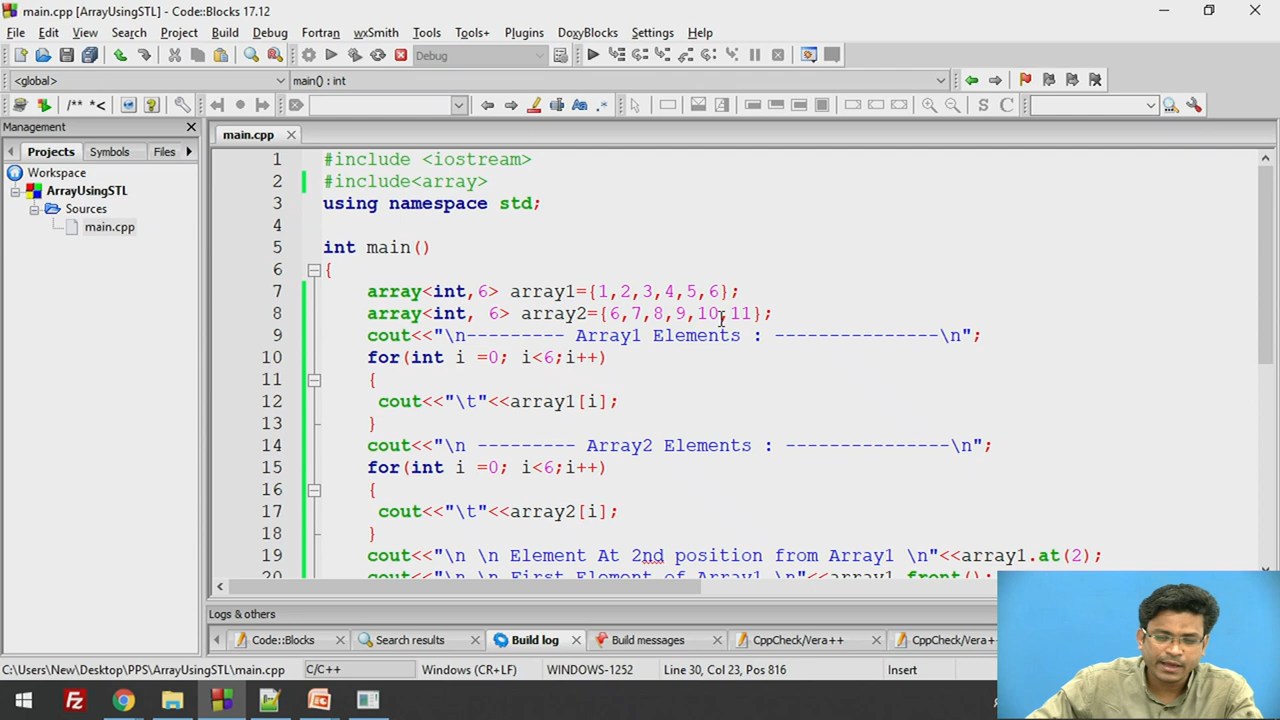 main.cpp [ArrayUsingSTL] - Code::Blocks 17.12
File Edit View Search Project Build Debug Fortran wxSmith Tools Tools+ Plugins DoxyBlocks Settings Help
Debug
<global> main() : int
/** *<
Management
main.cpp
Projects Symbols Files
Workspace
ArrayUsingSTL
Sources
main.cpp
1 #include <iostream>
2 #include<array>
3 using namespace std;
4
5 int main()
6 {
7 array<int,6> array1={1,2,3,4,5,6};
8 array<int, 6> array2={6,7,8,9,10,11};
9 cout<<"\n--------- Array1 Elements : ---------------\n";
10 for(int i =0; i<6;i++)
11 {
12 cout<<"\t"<<array1[i];
13 }
14 cout<<"\n --------- Array2 Elements : ---------------\n";
15 for(int i =0; i<6;i++)
16 {
17 cout<<"\t"<<array2[i];
18 }
19 cout<<"\n \n Element At 2nd position from Array1 \n"<<array1.at(2);
20 cout<<"\n \n First Element of Array1 \n"<<array1.front();
Logs & others
Code::Blocks Search results Build log Build messages CppCheck/Vera++ CppCheck/Vera++
C:\Users\New\Desktop\PPS\ArrayUsingSTL\main.cpp C/C++ Windows (CR+LF) WINDOWS-1252 Line 30, Col 23, Pos 816 Insert